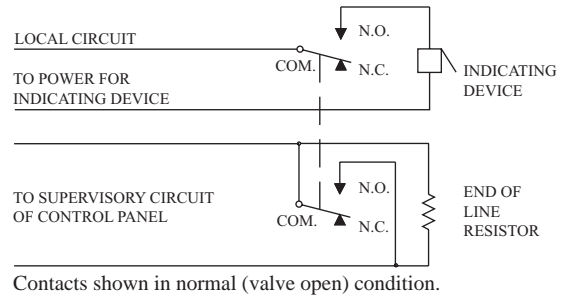 LOCAL CIRCUIT
N.O.
COM.
N.C.
TO POWER FOR
INDICATING DEVICE
INDICATING
DEVICE
TO SUPERVISORY CIRCUIT
OF CONTROL PANEL
N.O.
COM.
N.C.
END OF
LINE
RESISTOR
Contacts shown in normal (valve open) condition.